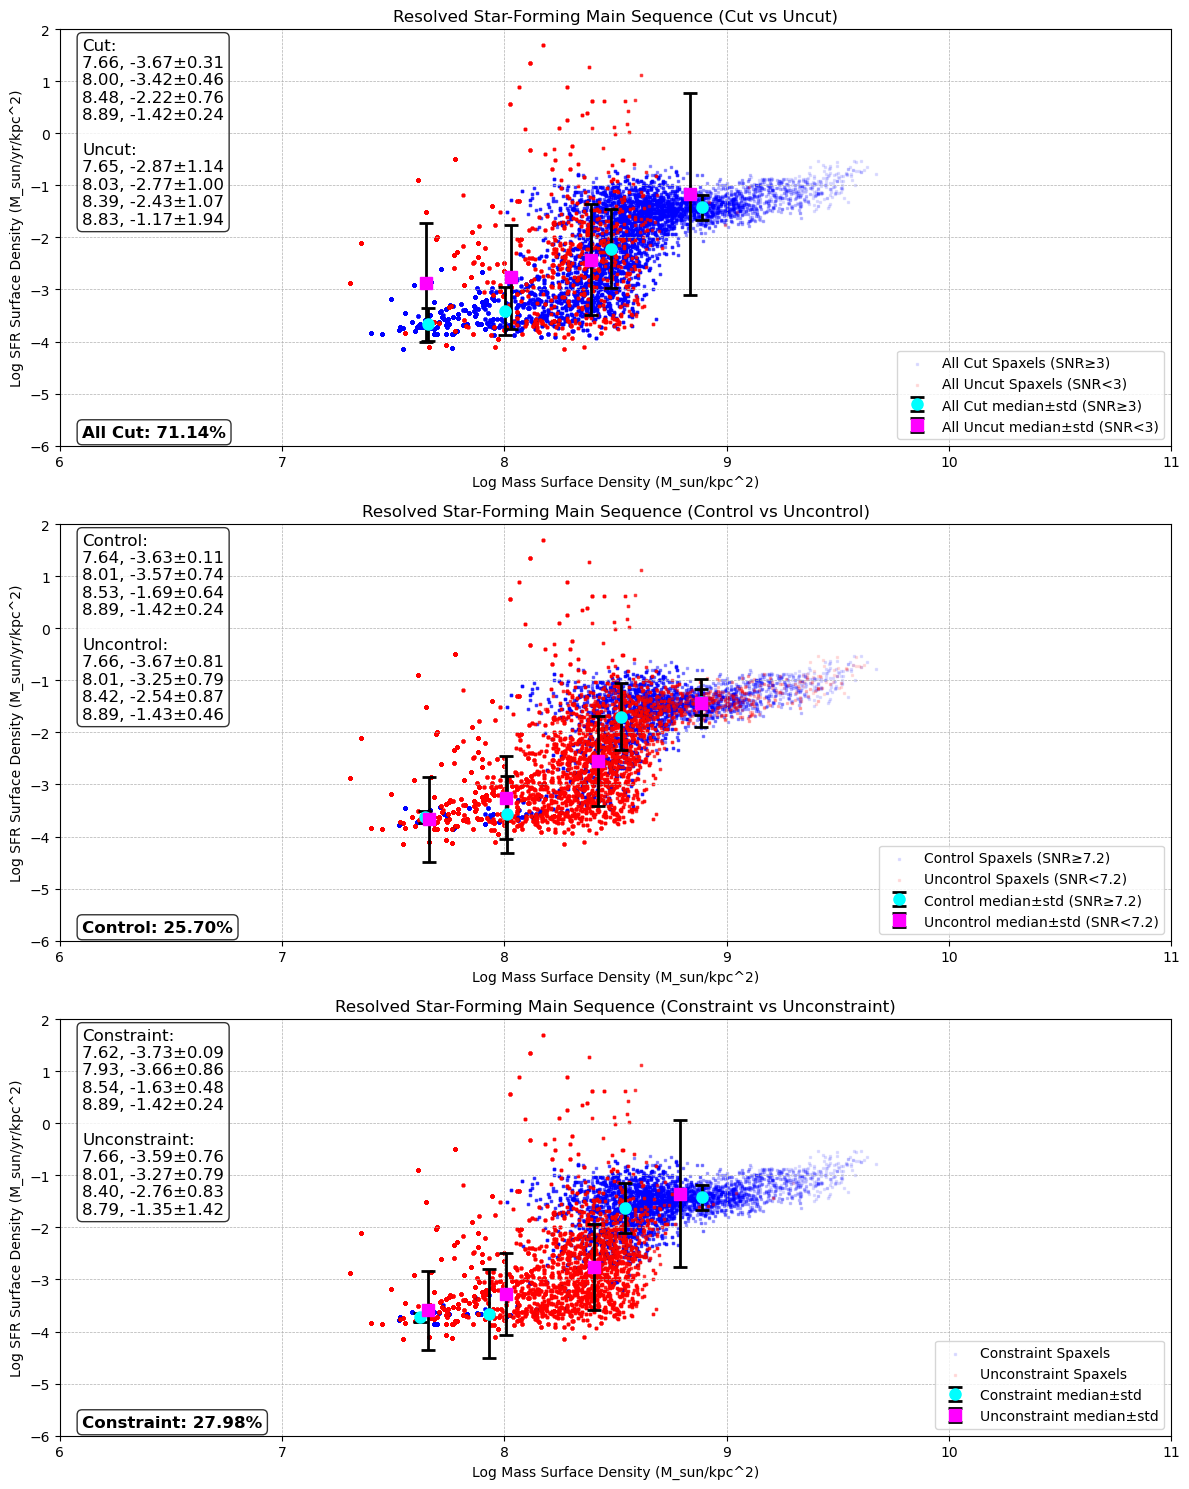 Resolved Star-Forming Main Sequence (Cut vs Uncut)
2
1
0
−1
−2
−3
−4
−5
−6
Log SFR Surface Density (M_sun/yr/kpc^2)
Cut:
7.66, -3.67±0.31
8.00, -3.42±0.46
8.48, -2.22±0.76
8.89, -1.42±0.24
Uncut:
7.65, -2.87±1.14
8.03, -2.77±1.00
8.39, -2.43±1.07
8.83, -1.17±1.94
All Cut: 71.14%
All Cut Spaxels (SNR≥3)
All Uncut Spaxels (SNR<3)
All Cut median±std (SNR≥3)
All Uncut median±std (SNR<3)
6 7 8 9 10 11
Log Mass Surface Density (M_sun/kpc^2)
Resolved Star-Forming Main Sequence (Control vs Uncontrol)
2
1
0
−1
−2
−3
−4
−5
−6
Log SFR Surface Density (M_sun/yr/kpc^2)
Control:
7.64, -3.63±0.11
8.01, -3.57±0.74
8.53, -1.69±0.64
8.89, -1.42±0.24
Uncontrol:
7.66, -3.67±0.81
8.01, -3.25±0.79
8.42, -2.54±0.87
8.89, -1.43±0.46
Control: 25.70%
Control Spaxels (SNR≥7.2)
Uncontrol Spaxels (SNR<7.2)
Control median±std (SNR≥7.2)
Uncontrol median±std (SNR<7.2)
6 7 8 9 10 11
Log Mass Surface Density (M_sun/kpc^2)
Resolved Star-Forming Main Sequence (Constraint vs Unconstraint)
2
1
0
−1
−2
−3
−4
−5
−6
Log SFR Surface Density (M_sun/yr/kpc^2)
Constraint:
7.62, -3.73±0.09
7.93, -3.66±0.86
8.54, -1.63±0.48
8.89, -1.42±0.24
Unconstraint:
7.66, -3.59±0.76
8.01, -3.27±0.79
8.40, -2.76±0.83
8.79, -1.35±1.42
Constraint: 27.98%
Constraint Spaxels
Unconstraint Spaxels
Constraint median±std
Unconstraint median±std
6 7 8 9 10 11
Log Mass Surface Density (M_sun/kpc^2)